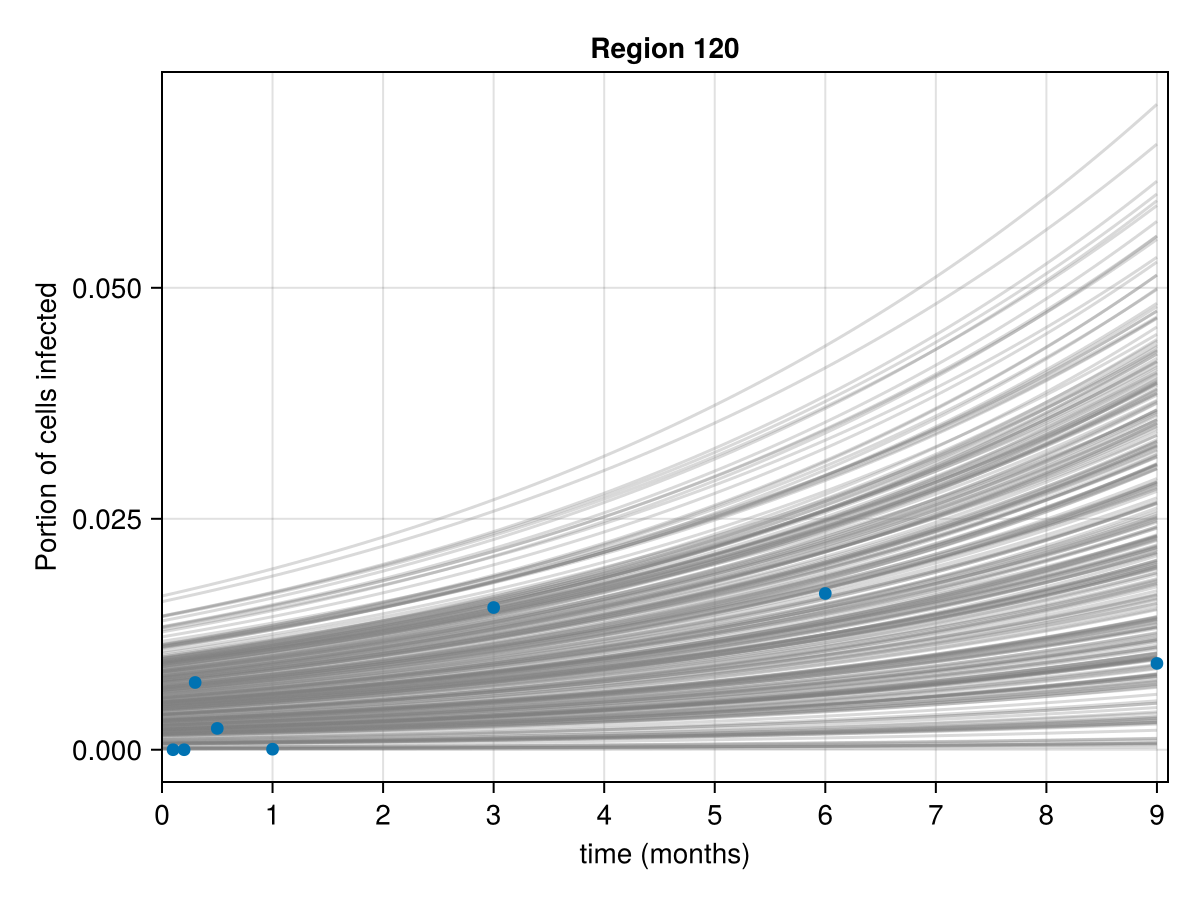 Region 120
Portion of cells infected
0.050
0.025
0.000
0 1 2 3 4 5 6 7 8 9
time (months)